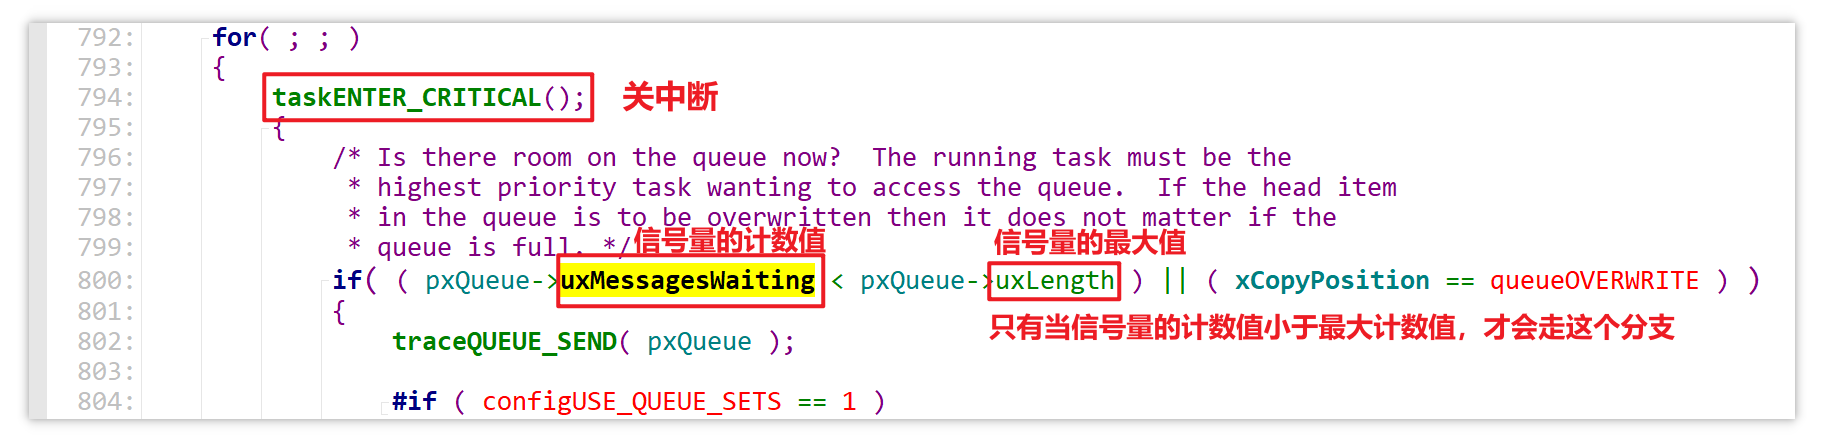 792: for( ; ; )
793: {
794: taskENTER_CRITICAL(); 关中断
795: {
796: /* Is there room on the queue now?  The running task must be the
797: * highest priority task wanting to access the queue.  If the head item
798: * in the queue is to be overwritten then it does not matter if the
799: * queue is full. */ 信号量的计数值 信号量的最大值
800: if( ( pxQueue->uxMessagesWaiting < pxQueue->uxLength ) || ( xCopyPosition == queueOVERWRITE ) )
801: {
只有当信号量的计数值小于最大计数值，才会走这个分支
802: traceQUEUE_SEND( pxQueue );
803:
804: #if ( configUSE_QUEUE_SETS == 1 )